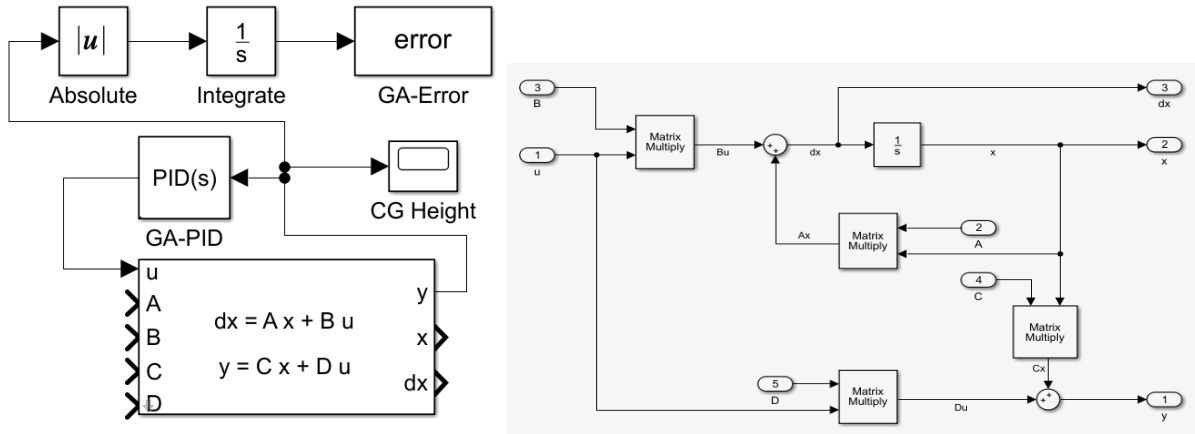 |u|
Absolute
1
s
Integrate
error
GA-Error
PID(s)
GA-PID
CG Height
u
A
B
C
D
dx = A x + B u
y = C x + D u
y
x
dx
3
B
1
u
Matrix
Multiply
Bu
+
+
dx
1
s
x
3
dx
2
x
Ax
Matrix
Multiply
2
A
4
C
Matrix
Multiply
Cx
5
D
Matrix
Multiply
Du
+
+
1
y